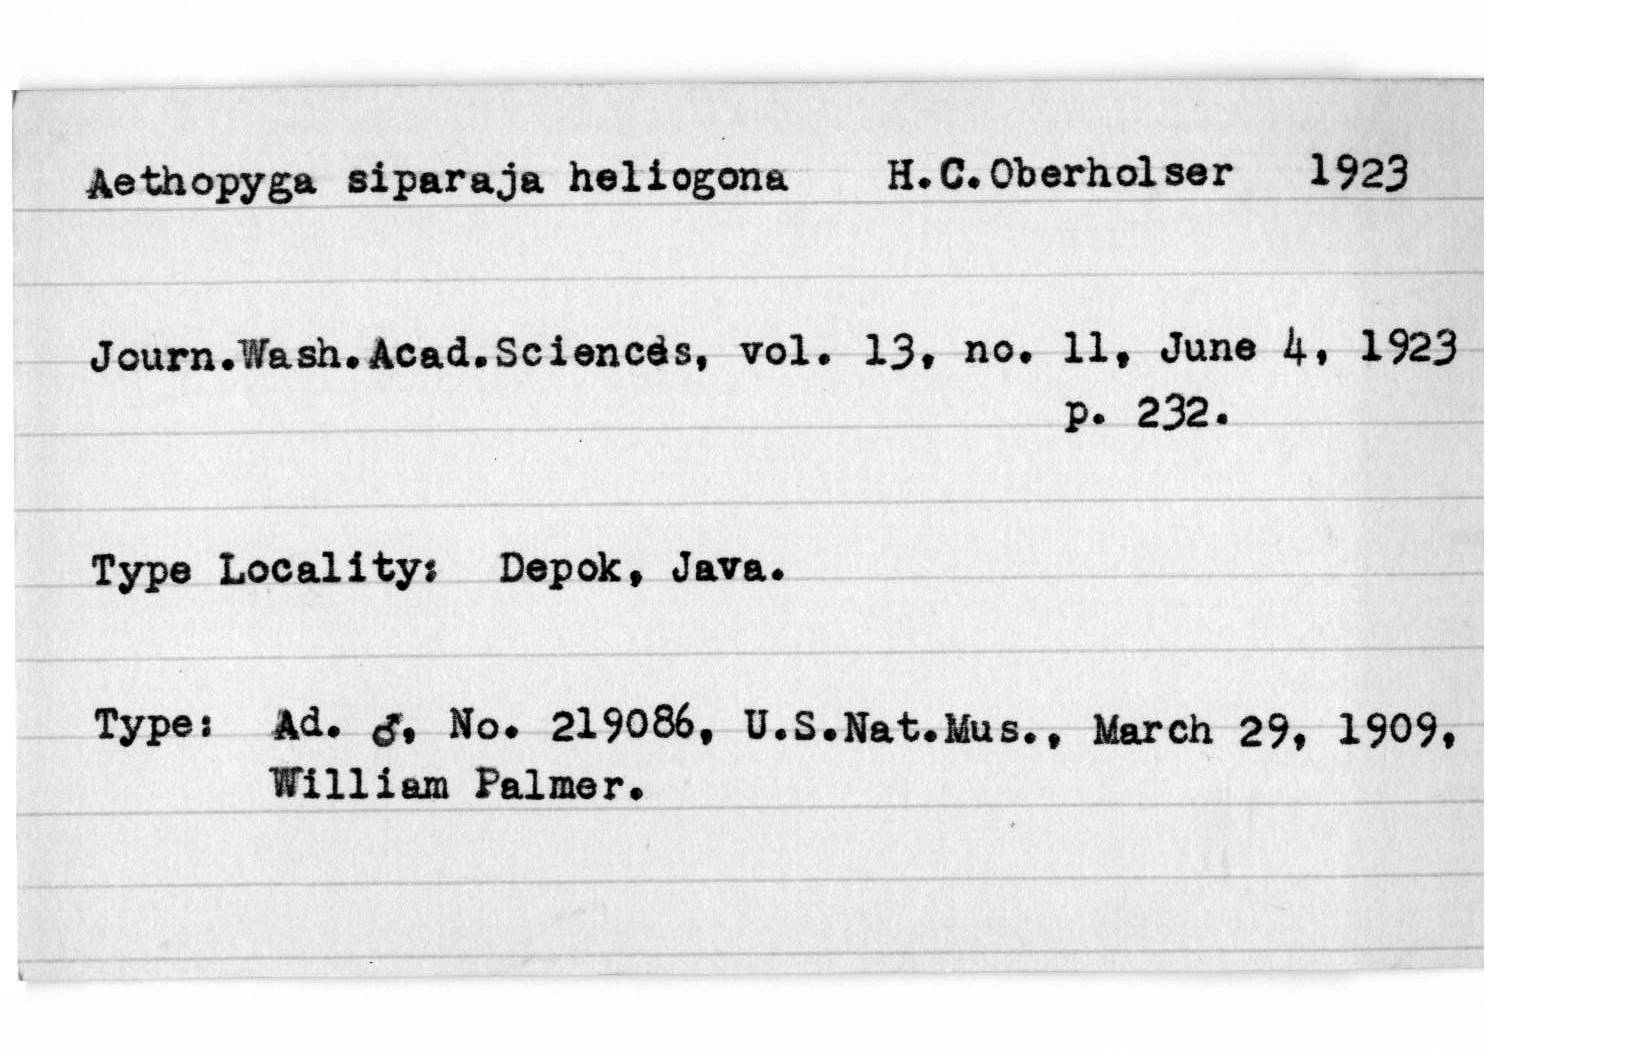 Aethopyga siparaja heliogona H.C.Oberholser 1923
Journ.Wash.Acad.Sciences, vol. 13, no. 11, June 4, 1923
p. 232.
Type Locality: Depok, Java.
Type: Ad. ♂, No. 219086, U.S.Nat.Mus., March 29, 1909,
William Palmer.